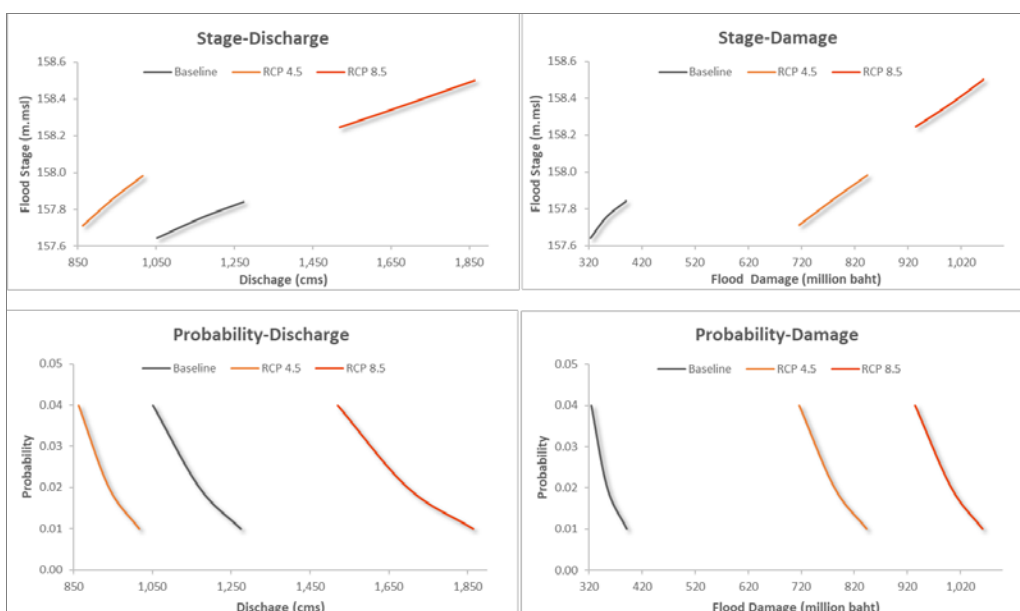 Stage-Discharge
Baseline RCP 4.5 RCP 8.5
Flood Stage (m.msl)
158.6
158.4
158.2
158.0
157.8
157.6
850 1,050 1,250 1,450 1,650 1,850
Dischage (cms)
Stage-Damage
Baseline RCP 4.5 RCP 8.5
Flood Stage (m.msl)
158.6
158.4
158.2
158.0
157.8
157.6
320 420 520 620 720 820 920 1,020
Flood Damage (million baht)
Probability-Discharge
Baseline RCP 4.5 RCP 8.5
Probability
0.05
0.04
0.03
0.02
0.01
0.00
850 1,050 1,250 1,450 1,650 1,850
Dischage (cms)
Probability-Damage
Baseline RCP 4.5 RCP 8.5
Probability
0.05
0.04
0.03
0.02
0.01
0.00
320 420 520 620 720 820 920 1,020
Flood Damage (million baht)